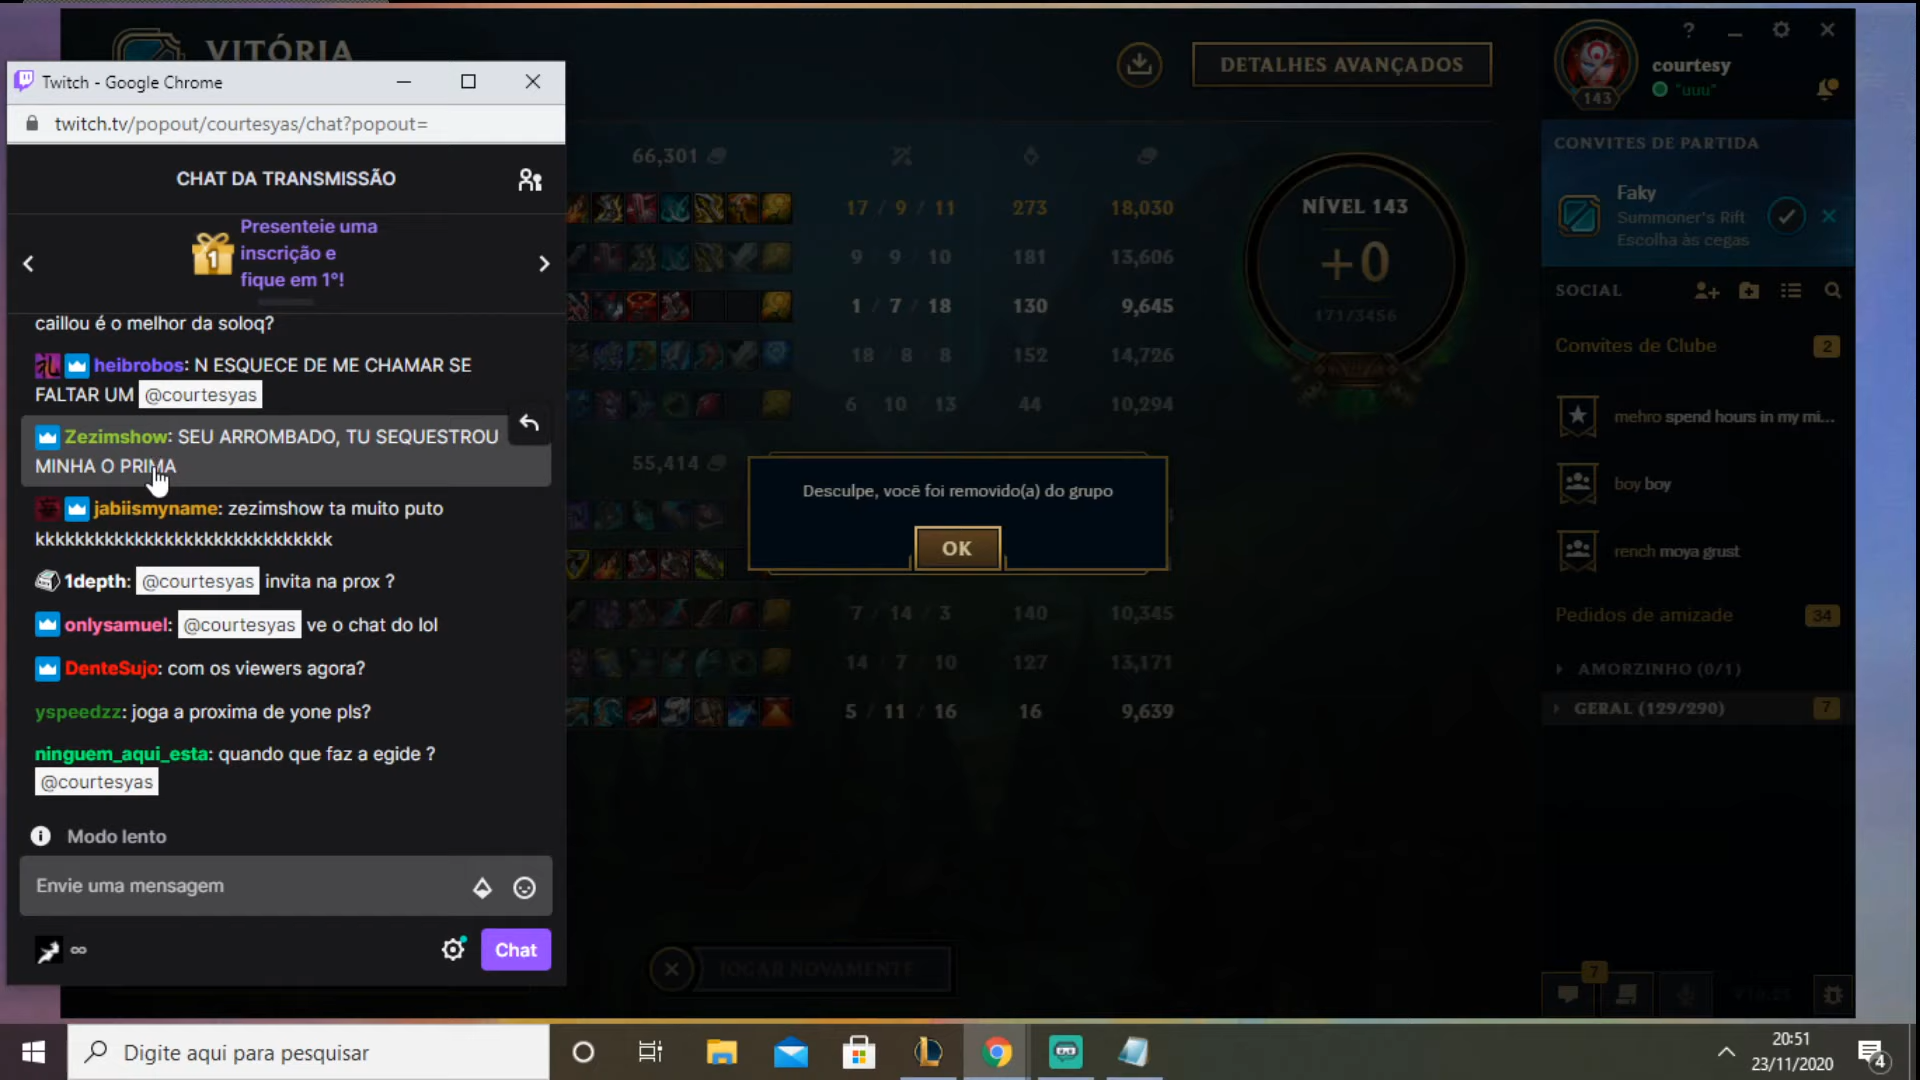 VITÓRIA
DETALHES AVANÇADOS
?
courtesy
"uuu"
143
Twitch - Google Chrome
twitch.tv/popout/courtesyas/chat?popout=
CHAT DA TRANSMISSÃO
Presenteie uma
inscrição e
fique em 1º!
1
caillou é o melhor da soloq?
heibrobos: N ESQUECE DE ME CHAMAR SE
FALTAR UM @courtesyas
Zezimshow: SEU ARROMBADO, TU SEQUESTROU
MINHA O PRIMA
jabiismyname: zezimshow ta muito puto
kkkkkkkkkkkkkkkkkkkkkkkkkkkkkk
1depth: @courtesyas invita na prox ?
onlysamuel: @courtesyas ve o chat do lol
DenteSujo: com os viewers agora?
yspeedzz: joga a proxima de yone pls?
ninguem_aqui_esta: quando que faz a egide ?
@courtesyas
Modo lento
Envie uma mensagem
∞
Chat
66,301
17 / 9 / 11 273 18,030
9 / 9 / 10 181 13,606
1 / 7 / 18 130 9,645
18 / 8 / 8 152 14,726
6 / 10 / 13 44 10,294
55,414
7 / 14 / 3 140 10,345
14 / 7 / 10 127 13,171
5 / 11 / 16 16 9,639
NÍVEL 143
+0
171/3456
Desculpe, você foi removido(a) do grupo
OK
JOGAR NOVAMENTE
CONVITES DE PARTIDA
Faky
Summoner's Rift
Escolha às cegas
SOCIAL
Convites de Clube 2
mehro spend hours in my mi...
boy boy
rench moya grust
Pedidos de amizade 34
AMORZINHO (0/1)
GERAL (129/290) 7
7
Digite aqui para pesquisar
20:51
23/11/2020
4